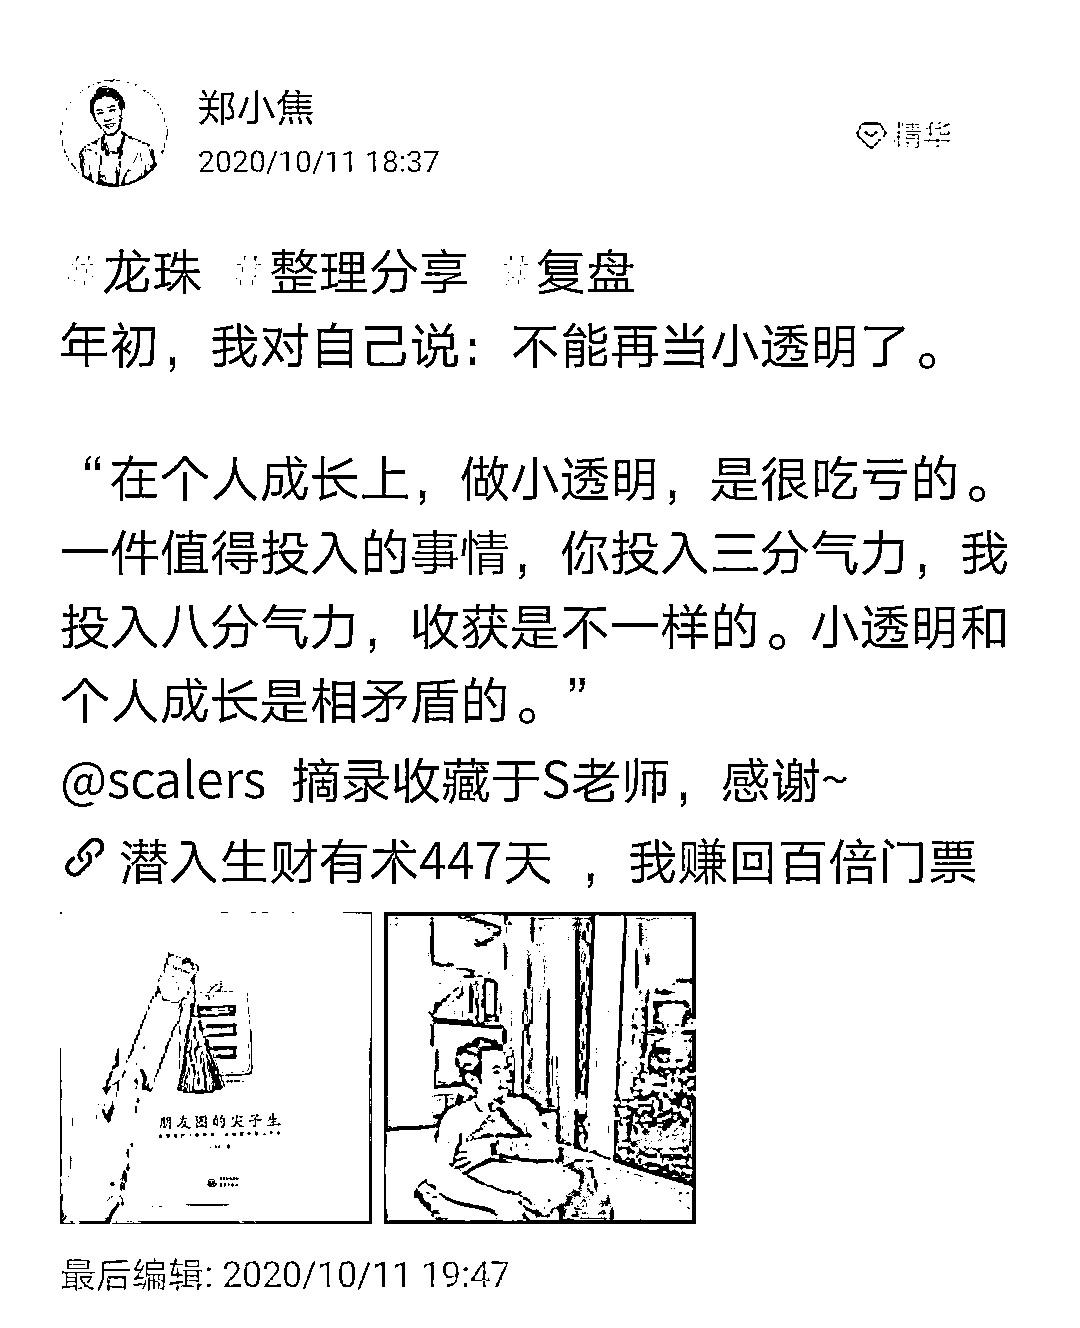 郑小焦
2020/10/11 18:37
精华
#龙珠 #整理分享 #复盘
年初，我对自己说：不能再当小透明了。
“在个人成长上，做小透明，是很吃亏的。
一件值得投入的事情，你投入三分气力，我
投入八分气力，收获是不一样的。小透明和
个人成长是相矛盾的。”
@scalers 摘录收藏于S老师，感谢~
潜入生财有术447天 ，我赚回百倍门票
朋友圈的尖子生
最后编辑: 2020/10/11 19:47